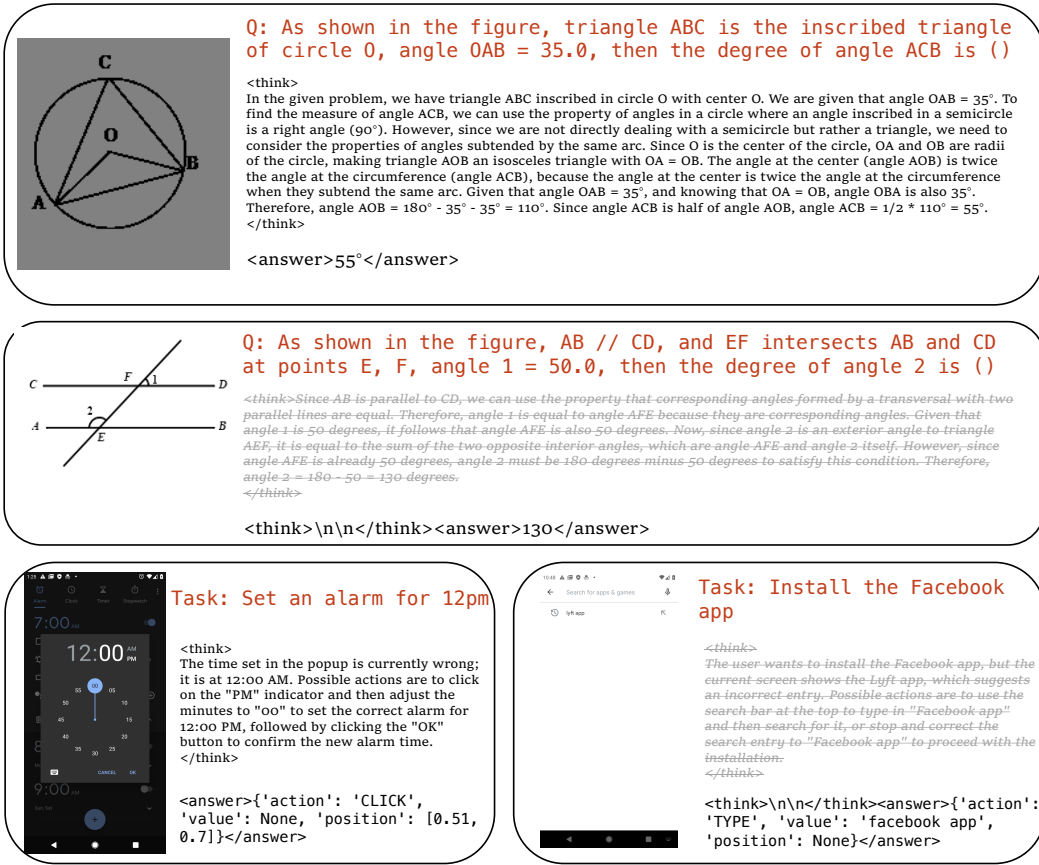 C
O
B
A
Q: As shown in the figure, triangle ABC is the inscribed triangle
of circle O, angle OAB = 35.0, then the degree of angle ACB is ()
<think>
In the given problem, we have triangle ABC inscribed in circle O with center O. We are given that angle OAB = 35°. To
find the measure of angle ACB, we can use the property of angles in a circle where an angle inscribed in a semicircle
is a right angle (90°). However, since we are not directly dealing with a semicircle but rather a triangle, we need to
consider the properties of angles subtended by the same arc. Since O is the center of the circle, OA and OB are radii
of the circle, making triangle AOB an isosceles triangle with OA = OB. The angle at the center (angle AOB) is twice
the angle at the circumference (angle ACB), because the angle at the center is twice the angle at the circumference
when they subtend the same arc. Given that angle OAB = 35°, and knowing that OA = OB, angle OBA is also 35°.
Therefore, angle AOB = 180° - 35° - 35° = 110°. Since angle ACB is half of angle AOB, angle ACB = 1/2 * 110° = 55°.
</think>
<answer>55°</answer>
C F 1 D
2
A E B
Q: As shown in the figure, AB // CD, and EF intersects AB and CD
at points E, F, angle 1 = 50.0, then the degree of angle 2 is ()
<think>Since AB is parallel to CD, we can use the property that corresponding angles formed by a transversal with two
parallel lines are equal. Therefore, angle 1 is equal to angle AFE because they are corresponding angles. Given that
angle 1 is 50 degrees, it follows that angle AFE is also 50 degrees. Now, since angle 2 is an exterior angle to triangle
AEF, it is equal to the sum of the two opposite interior angles, which are angle AFE and angle 2 itself. However, since
angle AFE is already 50 degrees, angle 2 must be 180 degrees minus 50 degrees to satisfy this condition. Therefore,
angle 2 = 180 - 50 = 130 degrees.
</think>
<think>\n\n</think><answer>130</answer>
1:25
Alarm Clock Timer Stopwatch
7:00 AM
12:00 AM
PM
00
55 05
50 10
45 15
40 20
35 25
30
CANCEL OK
9:00 AM
Sun, Sat
Task: Set an alarm for 12pm
<think>
The time set in the popup is currently wrong;
it is at 12:00 AM. Possible actions are to click
on the "PM" indicator and then adjust the
minutes to "00" to set the correct alarm for
12:00 PM, followed by clicking the "OK"
button to confirm the new alarm time.
</think>
<answer>{'action': 'CLICK',
'value': None, 'position': [0.51,
0.7]}</answer>
10:48
Search for apps & games
lyft app
Task: Install the Facebook
app
<think>
The user wants to install the Facebook app, but the
current screen shows the Lyft app, which suggests
an incorrect entry. Possible actions are to use the
search bar at the top to type in "Facebook app"
and then search for it, or stop and correct the
search entry to "Facebook app" to proceed with the
installation.
</think>
<think>\n\n</think><answer>{'action':
'TYPE', 'value': 'facebook app',
'position': None}</answer>